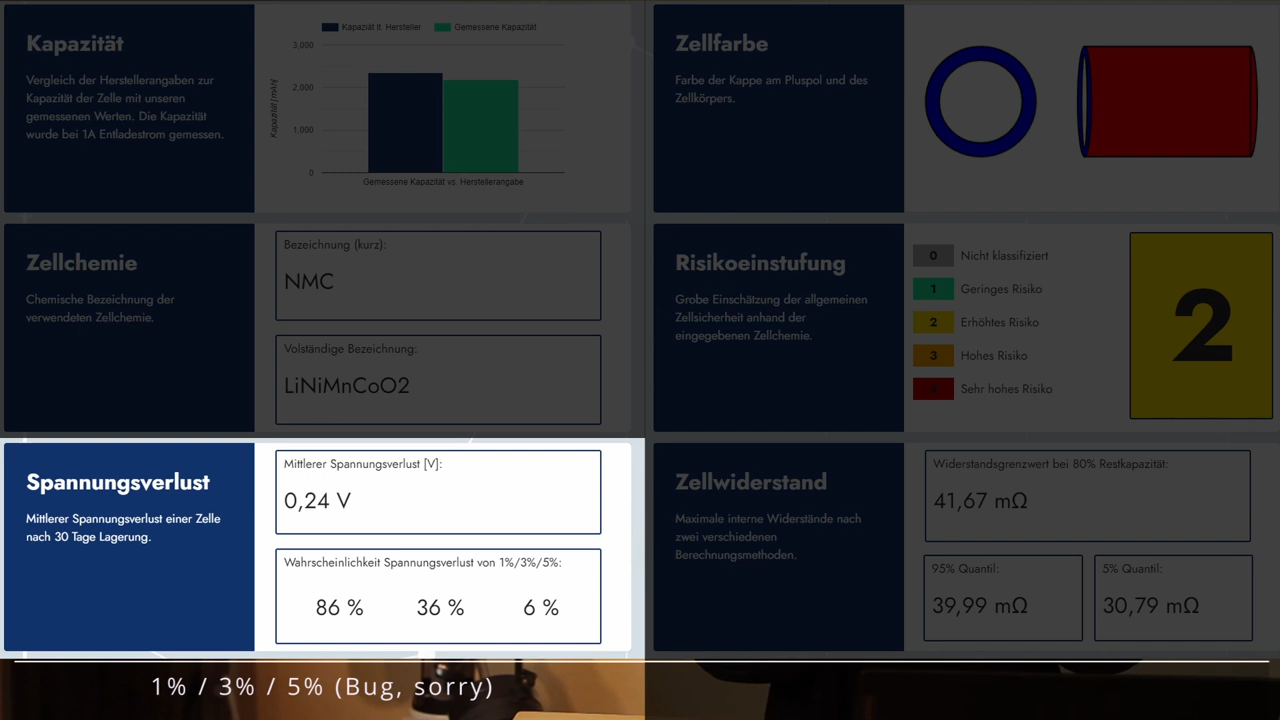 Kapazität
Vergleich der Herstellerangaben zur
Kapazität der Zelle mit unseren
gemessenen Werten. Die Kapazität
wurde bei 1A Entladestrom gemessen.
Kapaziät lt. Hersteller
Gemessene Kapazität
3,000
2,000
1,000
0
Kapazität [mAh]
Gemessene Kapazität vs. Herstellerangabe
Zellfarbe
Farbe der Kappe am Pluspol und des
Zellkörpers.
Zellchemie
Chemische Bezeichnung der
verwendeten Zellchemie.
Bezeichnung (kurz):
NMC
Volständige Bezeichnung:
LiNiMnCoO2
Risikoeinstufung
Grobe Einschätzung der allgemeinen
Zellsicherheit anhand der
eingegebenen Zellchemie.
0 Nicht klassifiziert
1 Geringes Risiko
2 Erhöhtes Risiko
3 Hohes Risiko
Sehr hohes Risiko
2
Spannungsverlust
Mittlerer Spannungsverlust einer Zelle
nach 30 Tage Lagerung.
Mittlerer Spannungsverlust [V]:
0,24 V
Wahrscheinlichkeit Spannungsverlust von 1%/3%/5%:
86 % 36 % 6 %
Zellwiderstand
Maximale interne Widerstände nach
zwei verschiedenen
Berechnungsmethoden.
Widerstandsgrenzwert bei 80% Restkapazität:
41,67 mΩ
95% Quantil:
39,99 mΩ
5% Quantil:
30,79 mΩ
1% / 3% / 5% (Bug, sorry)